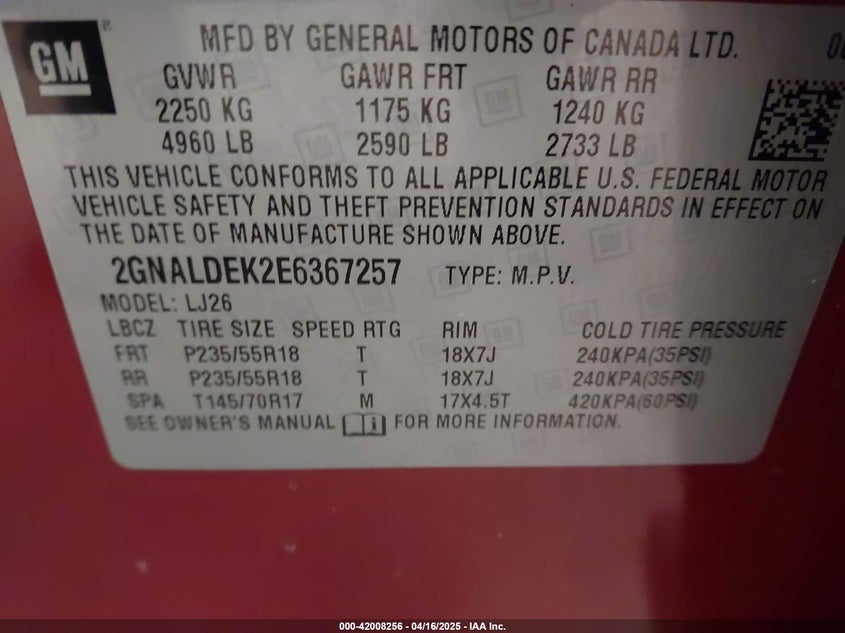 GM ® MFD BY GENERAL MOTORS OF CANADA LTD.
GVWR GAWR FRT GAWR RR
2250 KG 1175 KG 1240 KG
4960 LB 2590 LB 2733 LB
THIS VEHICLE CONFORMS TO ALL APPLICABLE U.S. FEDERAL MOTOR
VEHICLE SAFETY AND THEFT PREVENTION STANDARDS IN EFFECT ON
THE DATE OF MANUFACTURE SHOWN ABOVE.
2GNALDEK2E6367257 TYPE: M.P.V.
MODEL: LJ26
LBCZ TIRE SIZE SPEED RTG RIM COLD TIRE PRESSURE
FRT P235/55R18 T 18X7J 240KPA(35PSI)
RR P235/55R18 T 18X7J 240KPA(35PSI)
SPA T145/70R17 M 17X4.5T 420KPA(60PSI)
SEE OWNER'S MANUAL FOR MORE INFORMATION.
000-42008256 - 04/16/2025 - IAA Inc.